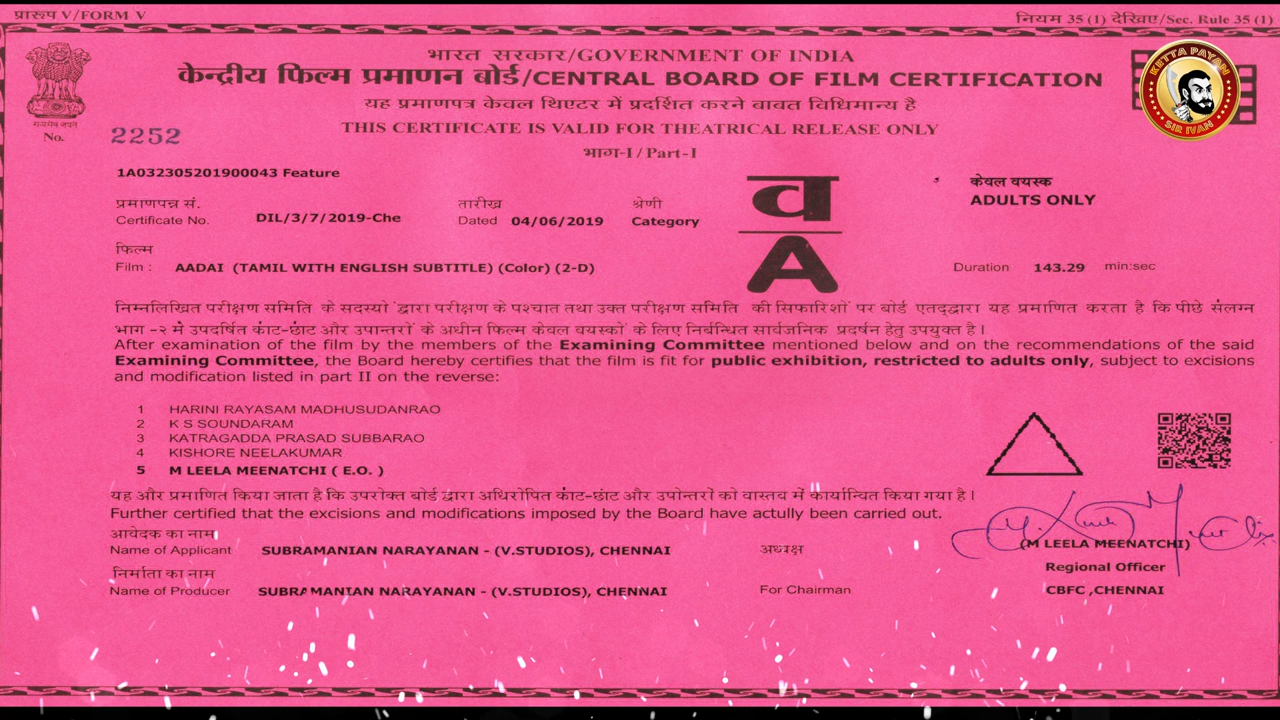 प्रारूप V/FORM V
नियम 35 (1) देखिए/Sec. Rule 35 (1)
भारत सरकार/GOVERNMENT OF INDIA
केन्द्रीय फिल्म प्रमाणन बोर्ड/CENTRAL BOARD OF FILM CERTIFICATION
यह प्रमाणपत्र केवल थिएटर में प्रदर्शित करने बावत विधिमान्य है
THIS CERTIFICATE IS VALID FOR THEATRICAL RELEASE ONLY
भाग-I / Part-I
KETTA PAYAN
SIR IVAN
सत्यमेव जयते
No. 2252
1A032305201900043 Feature
प्रमाणपत्र सं. तारीख श्रेणी
Certificate No. DIL/3/7/2019-Che Dated 04/06/2019 Category
व
A
केवल वयस्क
ADULTS ONLY
फिल्म
Film : AADAI (TAMIL WITH ENGLISH SUBTITLE) (Color) (2-D) Duration 143.29 min:sec
निम्नलिखित परीक्षण समिति के सदस्यों द्वारा परीक्षण के पश्चात तथा उक्त परीक्षण समिति की सिफारिशों पर बोर्ड एतद्द्वारा यह प्रमाणित करता है कि पीछे संलग्न
भाग -२ में उपदर्षित कांट-छांट और उपान्तरों के अधीन फिल्म केवल वयस्कों के लिए निर्बन्धित सार्वजनिक प्रदर्षन हेतु उपयुक्त है।
After examination of the film by the members of the Examining Committee mentioned below and on the recommendations of the said
Examining Committee, the Board hereby certifies that the film is fit for public exhibition, restricted to adults only, subject to excisions
and modification listed in part II on the reverse:
1 HARINI RAYASAM MADHUSUDANRAO
2 K S SOUNDARAM
3 KATRAGADDA PRASAD SUBBARAO
4 KISHORE NEELAKUMAR
5 M LEELA MEENATCHI ( E.O. )
यह और प्रमाणित किया जाता है कि उपरोक्त बोर्ड द्वारा अधिरोपित कांट-छांट और उपोन्तरों को वास्तव में कार्यान्वित किया गया है।
Further certified that the excisions and modifications imposed by the Board have actully been carried out.
आवेदक का नाम
Name of Applicant SUBRAMANIAN NARAYANAN - (V.STUDIOS), CHENNAI अध्यक्ष
(M LEELA MEENATCHI)
Regional Officer
निर्माता का नाम
Name of Producer SUBRAMANIAN NARAYANAN - (V.STUDIOS), CHENNAI For Chairman CBFC ,CHENNAI